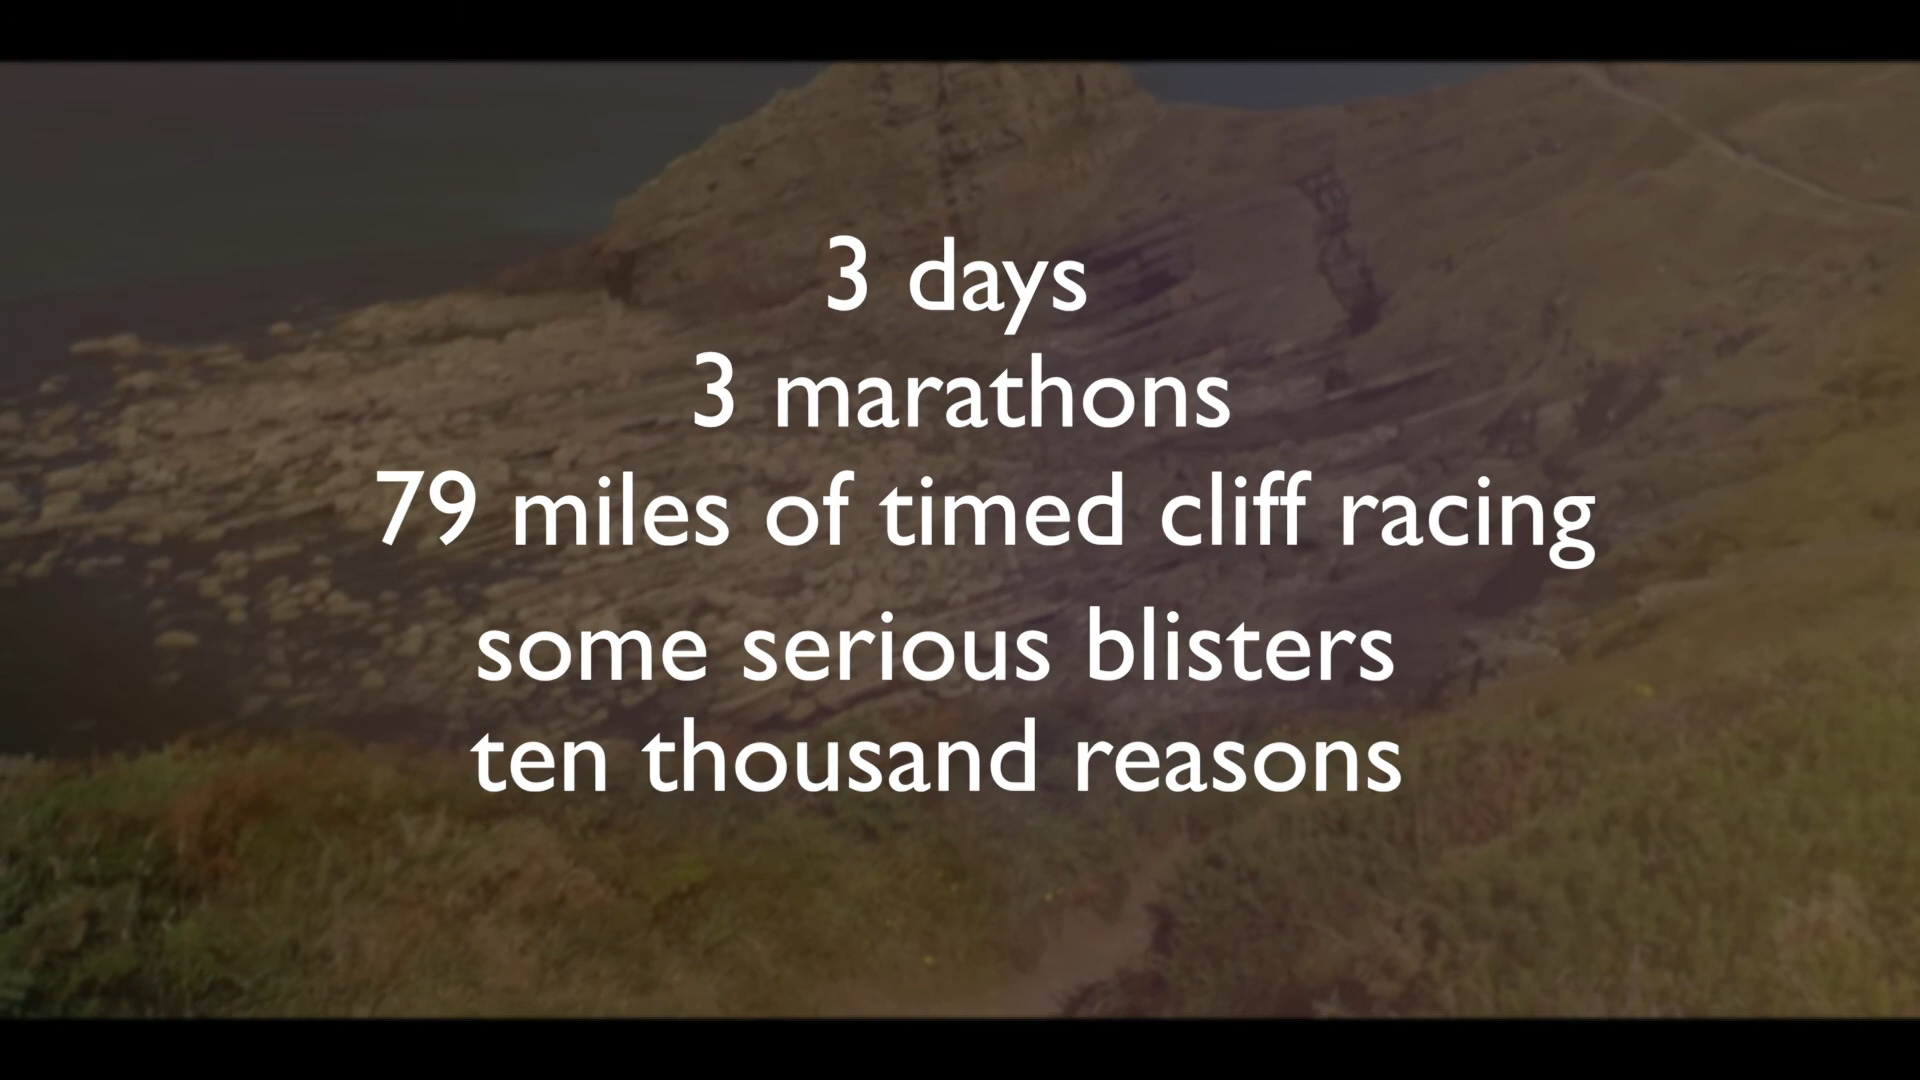 3 days
3 marathons
79 miles of timed cliff racing
some serious blisters
ten thousand reasons